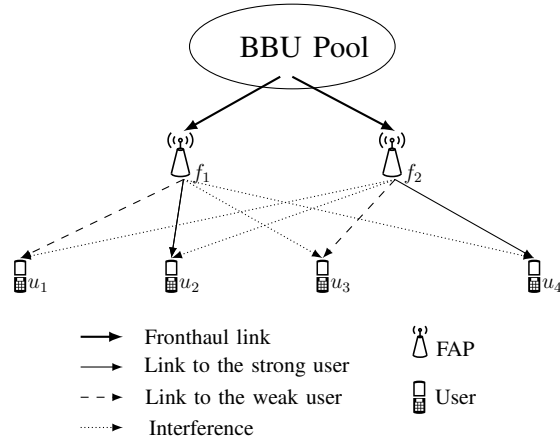 BBU Pool
f1 f2
u1 u2 u3 u4
Fronthaul link
Link to the strong user
Link to the weak user
Interference
FAP
User